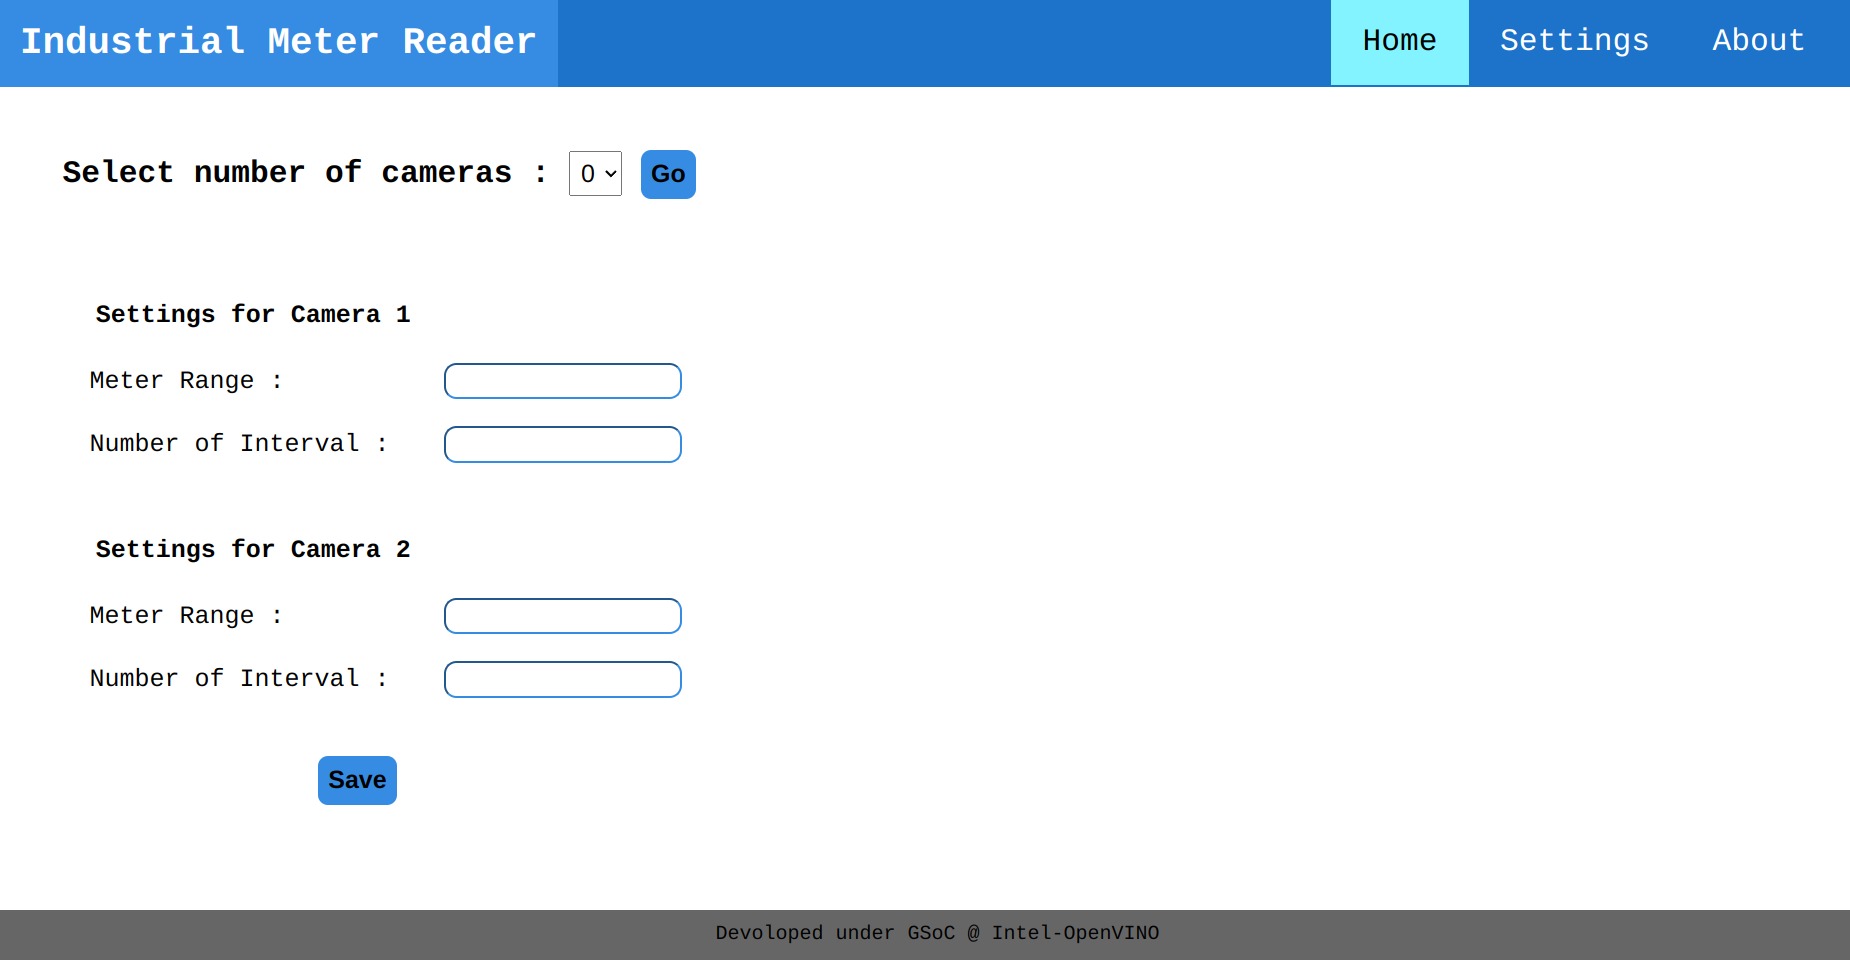 Industrial Meter Reader Home Settings About
Select number of cameras : 0 Go
Settings for Camera 1
Meter Range :
Number of Interval :
Settings for Camera 2
Meter Range :
Number of Interval :
Save
Devoloped under GSoC @ Intel-OpenVINO